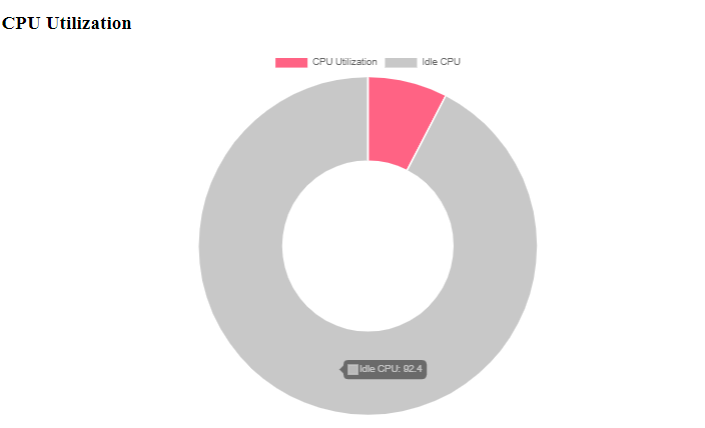 CPU Utilization
CPU Utilization Idle CPU
Idle CPU: 92.4